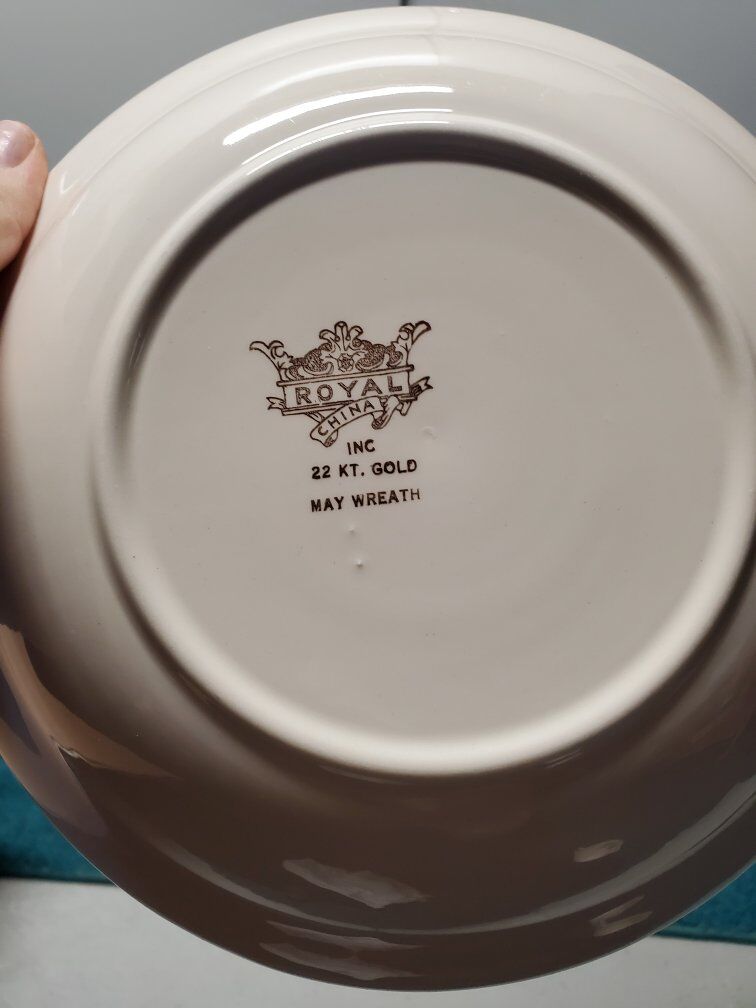 ROYAL
CHINA
INC
22 KT. GOLD
MAY WREATH